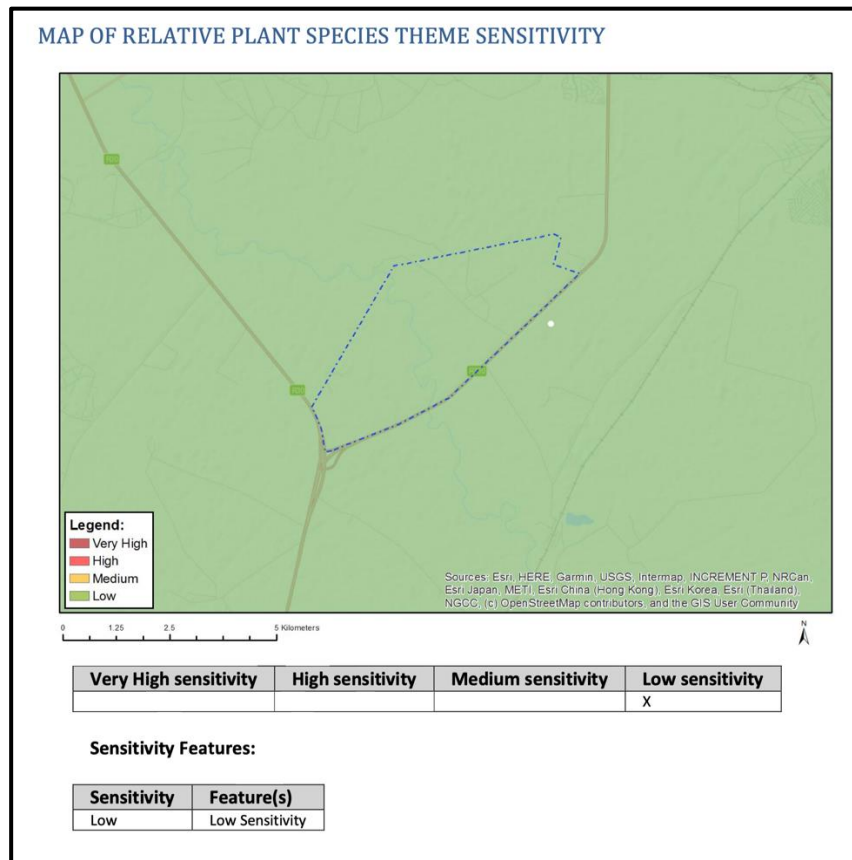 MAP OF RELATIVE PLANT SPECIES THEME SENSITIVITY
Legend:
Very High
High
Medium
Low
Sources: Esri, HERE, Garmin, USGS, Intermap, INCREMENT P, NRCan,
Esri Japan, METI, Esri China (Hong Kong), Esri Korea, Esri (Thailand),
NGCC, (c) OpenStreetMap contributors, and the GIS User Community
0 1.25 2.5 5 Kilometers
N
Very High sensitivity High sensitivity Medium sensitivity Low sensitivity
X
Sensitivity Features:
Sensitivity Feature(s)
Low Low Sensitivity